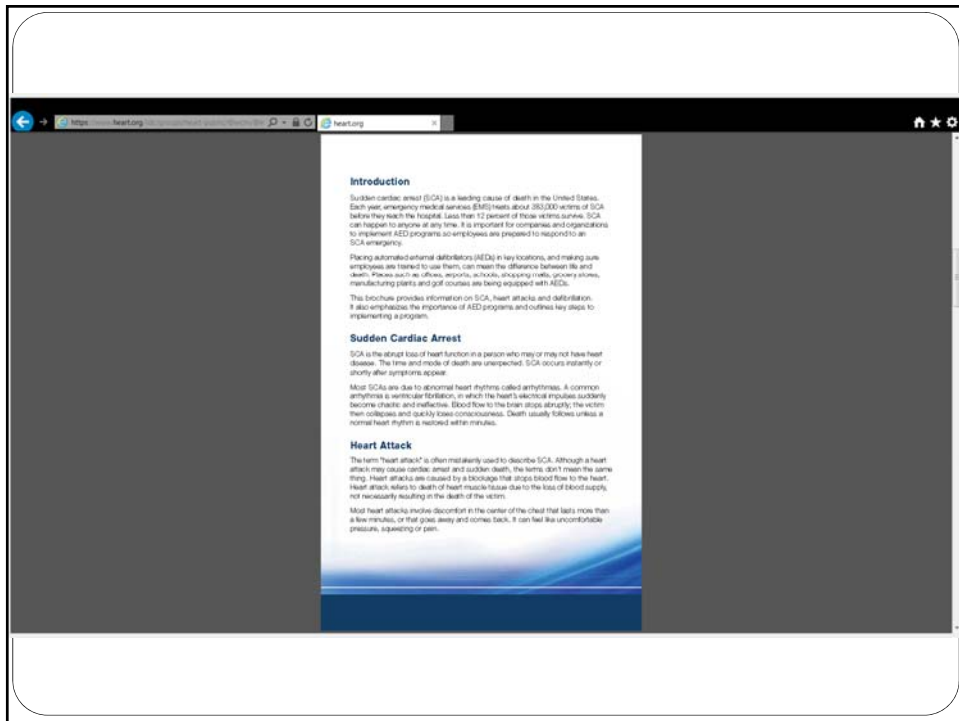 heart.org
Introduction
Sudden cardiac arrest (SCA) is a leading cause of death in the United States.
Each year, emergency medical services (EMS) treats about 283,000 victims of SCA
before they reach the hospital. Less than 12 percent of those victims survive. SCA
can happen to anyone at any time. It is important for companies and organizations
to implement AED programs so employees are prepared to respond to an
SCA emergency.
Placing automated external defibrillators (AEDs) in key locations, and making sure
employees are trained to use them, can mean the difference between life and
death. Places such as offices, airports, schools, shopping malls, grocery stores,
manufacturing plants and golf courses are being equipped with AEDs.
This brochure provides information on SCA, heart attacks and defibrillation.
It also emphasizes the importance of AED programs and outlines key steps to
implementing a program.
Sudden Cardiac Arrest
SCA is the abrupt loss of heart function in a person who may or may not have heart
disease. The time and mode of death are unexpected. SCA occurs instantly or
shortly after symptoms appear.
Most SCAs are due to abnormal heart rhythms called arrhythmias. A common
arrhythmia is ventricular fibrillation, in which the heart's electrical impulses suddenly
become chaotic and ineffective. Blood flow to the brain stops abruptly; the victim
then collapses and quickly loses consciousness. Death usually follows unless a
normal heart rhythm is restored within minutes.
Heart Attack
The term "heart attack" is often mistakenly used to describe SCA. Although a heart
attack may cause cardiac arrest and sudden death, the terms don't mean the same
thing. Heart attacks are caused by a blockage that stops blood flow to the heart.
Heart attack refers to death of heart muscle tissue due to the loss of blood supply,
not necessarily resulting in the death of the victim.
Most heart attacks involve discomfort in the center of the chest that lasts more than
a few minutes, or that goes away and comes back. It can feel like uncomfortable
pressure, squeezing or pain.